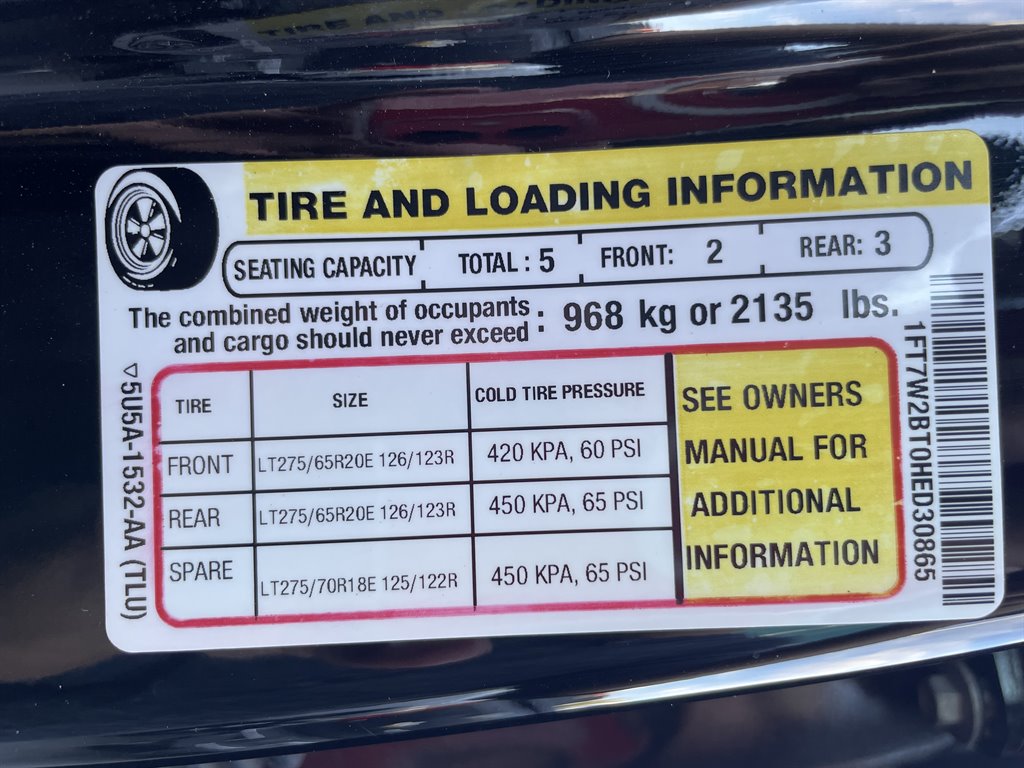 TIRE AND LOADING INFORMATION
SEATING CAPACITY TOTAL : 5 FRONT: 2 REAR: 3
The combined weight of occupants
and cargo should never exceed : 968 kg or 2135 lbs.
TIRE SIZE COLD TIRE PRESSURE
FRONT LT275/65R20E 126/123R 420 KPA, 60 PSI
REAR LT275/65R20E 126/123R 450 KPA, 65 PSI
SPARE LT275/70R18E 125/122R 450 KPA, 65 PSI
SEE OWNERS
MANUAL FOR
ADDITIONAL
INFORMATION
▽5U5A-1532-AA (TLU)
1FT7W2BT0HED30865